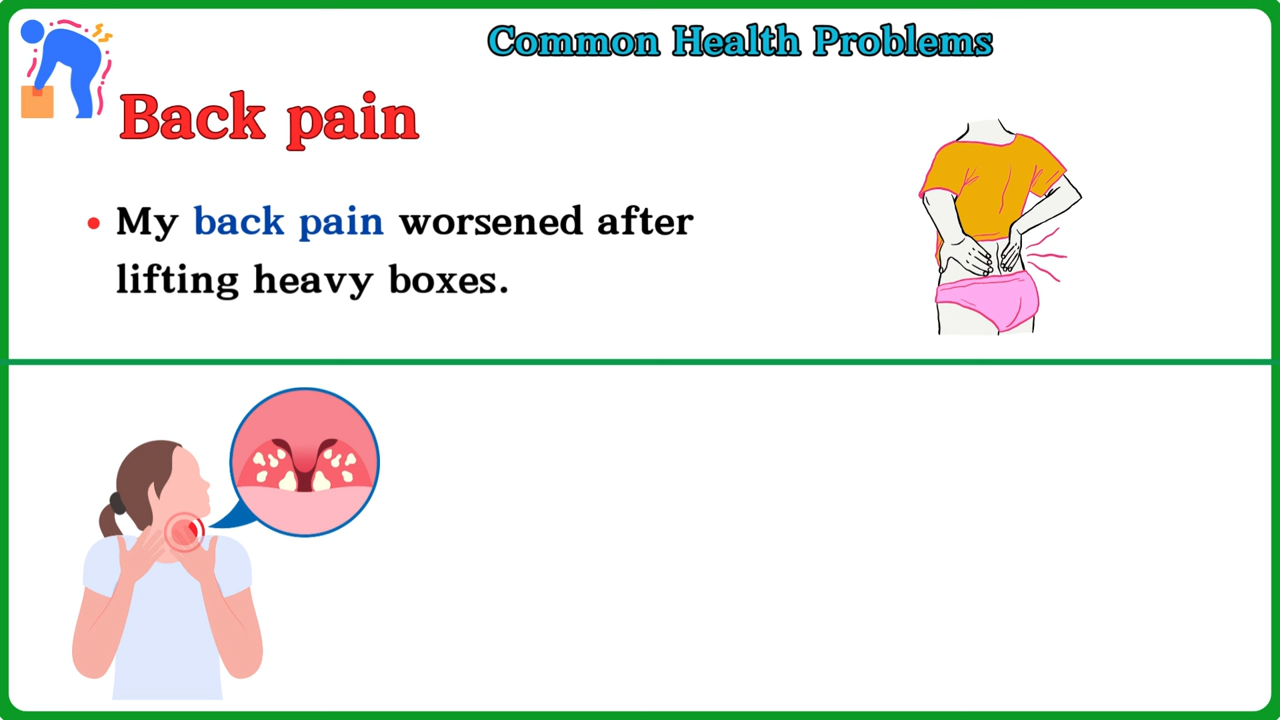 Common Health Problems
Back pain
• My back pain worsened after
lifting heavy boxes.